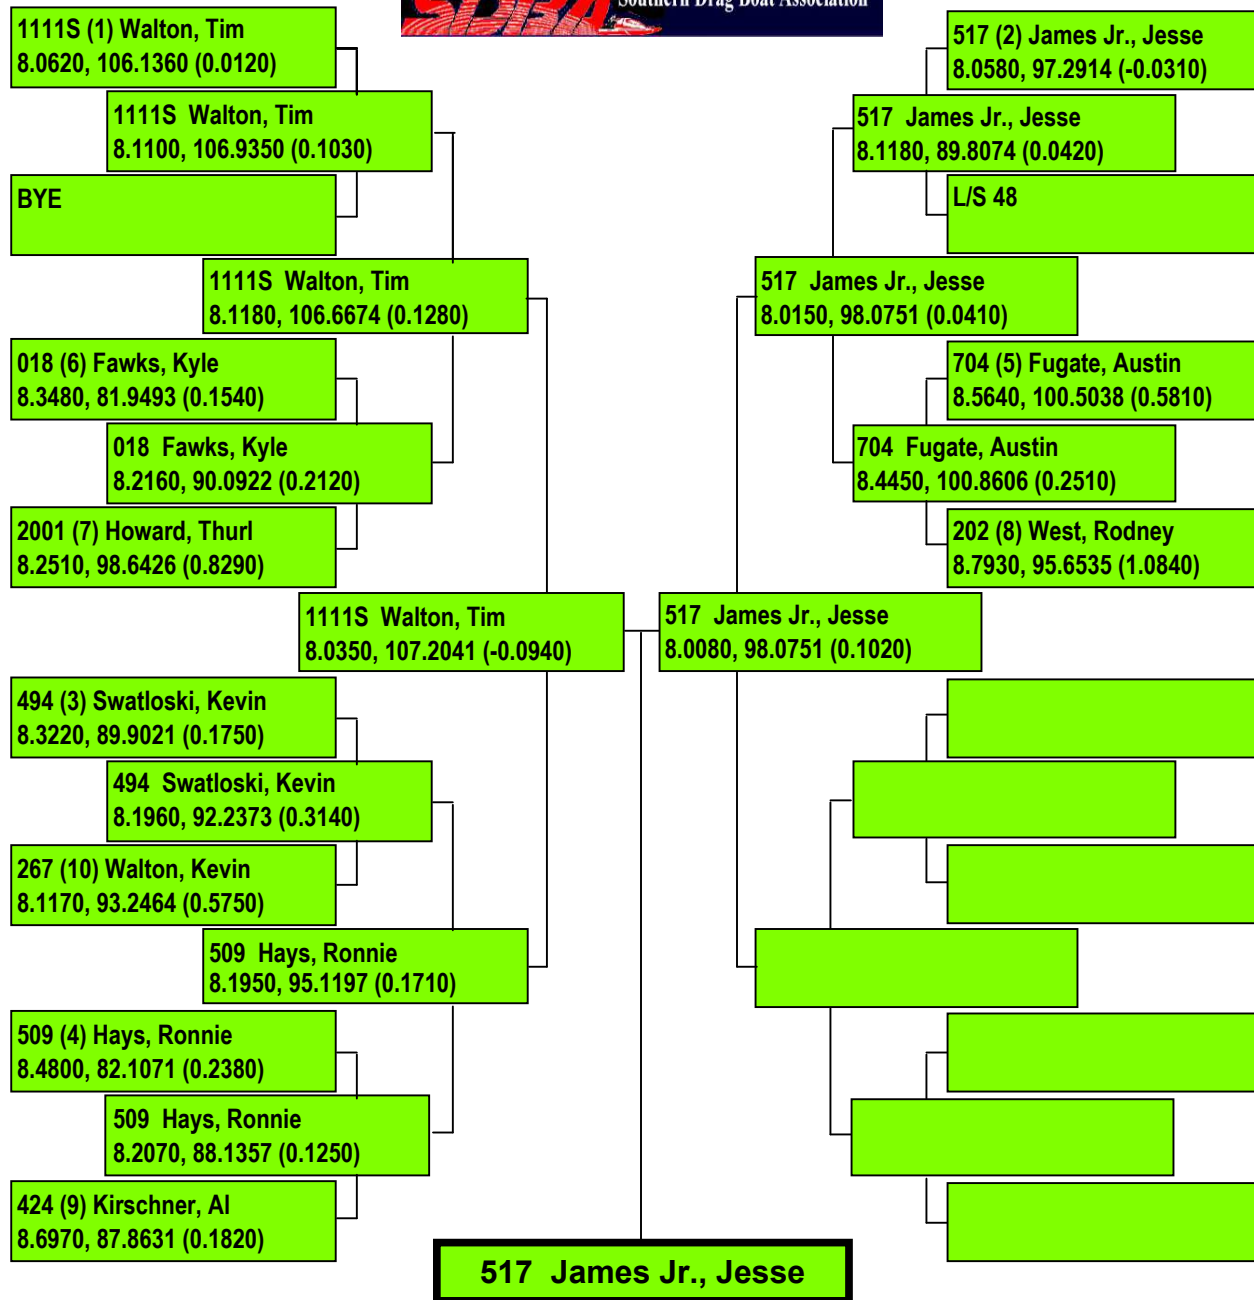 Southern Drag Boat Association
SDBA
1111S (1) Walton, Tim
8.0620, 106.1360 (0.0120)
1111S Walton, Tim
8.1100, 106.9350 (0.1030)
BYE
1111S Walton, Tim
8.1180, 106.6674 (0.1280)
018 (6) Fawks, Kyle
8.3480, 81.9493 (0.1540)
018 Fawks, Kyle
8.2160, 90.0922 (0.2120)
2001 (7) Howard, Thurl
8.2510, 98.6426 (0.8290)
1111S Walton, Tim
8.0350, 107.2041 (-0.0940)
494 (3) Swatloski, Kevin
8.3220, 89.9021 (0.1750)
494 Swatloski, Kevin
8.1960, 92.2373 (0.3140)
267 (10) Walton, Kevin
8.1170, 93.2464 (0.5750)
509 Hays, Ronnie
8.1950, 95.1197 (0.1710)
509 (4) Hays, Ronnie
8.4800, 82.1071 (0.2380)
509 Hays, Ronnie
8.2070, 88.1357 (0.1250)
424 (9) Kirschner, Al
8.6970, 87.8631 (0.1820)
517 (2) James Jr., Jesse
8.0580, 97.2914 (-0.0310)
517 James Jr., Jesse
8.1180, 89.8074 (0.0420)
L/S 48
517 James Jr., Jesse
8.0150, 98.0751 (0.0410)
704 (5) Fugate, Austin
8.5640, 100.5038 (0.5810)
704 Fugate, Austin
8.4450, 100.8606 (0.2510)
202 (8) West, Rodney
8.7930, 95.6535 (1.0840)
517 James Jr., Jesse
8.0080, 98.0751 (0.1020)
517 James Jr., Jesse